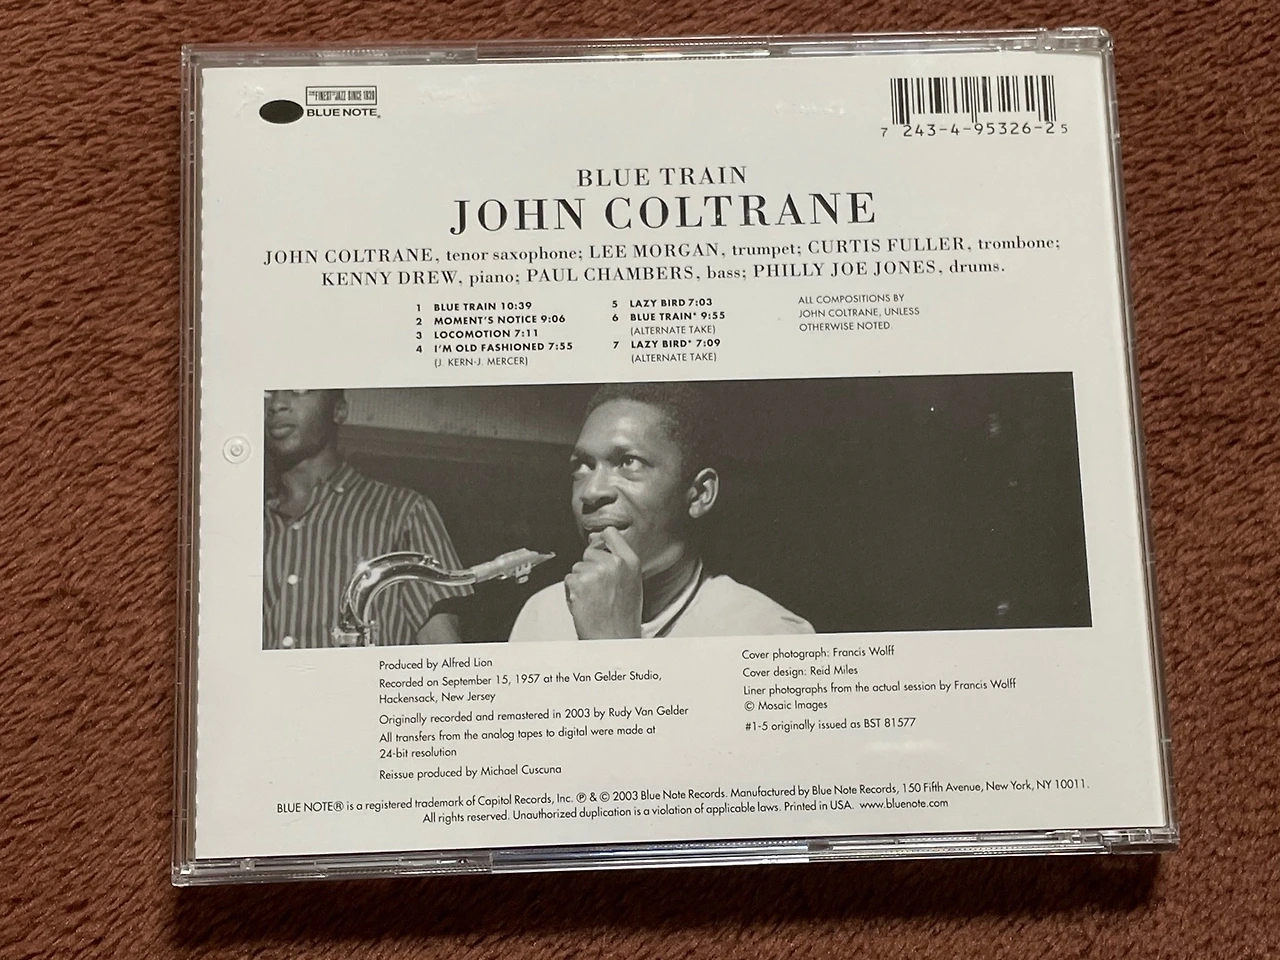 THE FINEST IN JAZZ SINCE 1939
BLUE NOTE®
7 243-4-95326-2 5
BLUE TRAIN
JOHN COLTRANE
JOHN COLTRANE, tenor saxophone; LEE MORGAN, trumpet; CURTIS FULLER, trombone;
KENNY DREW, piano; PAUL CHAMBERS, bass; PHILLY JOE JONES, drums.
1 BLUE TRAIN 10:39
2 MOMENT'S NOTICE 9:06
3 LOCOMOTION 7:11
4 I'M OLD FASHIONED 7:55
(J. KERN-J. MERCER)
5 LAZY BIRD 7:03
6 BLUE TRAIN* 9:55
(ALTERNATE TAKE)
7 LAZY BIRD* 7:09
(ALTERNATE TAKE)
ALL COMPOSITIONS BY
JOHN COLTRANE, UNLESS
OTHERWISE NOTED.
Produced by Alfred Lion
Recorded on September 15, 1957 at the Van Gelder Studio,
Hackensack, New Jersey
Originally recorded and remastered in 2003 by Rudy Van Gelder
All transfers from the analog tapes to digital were made at
24-bit resolution
Reissue produced by Michael Cuscuna
Cover photograph: Francis Wolff
Cover design: Reid Miles
Liner photographs from the actual session by Francis Wolff
© Mosaic Images
#1-5 originally issued as BST 81577
BLUE NOTE® is a registered trademark of Capitol Records, Inc. ℗ & © 2003 Blue Note Records. Manufactured by Blue Note Records, 150 Fifth Avenue, New York, NY 10011.
All rights reserved. Unauthorized duplication is a violation of applicable laws. Printed in USA. www.bluenote.com